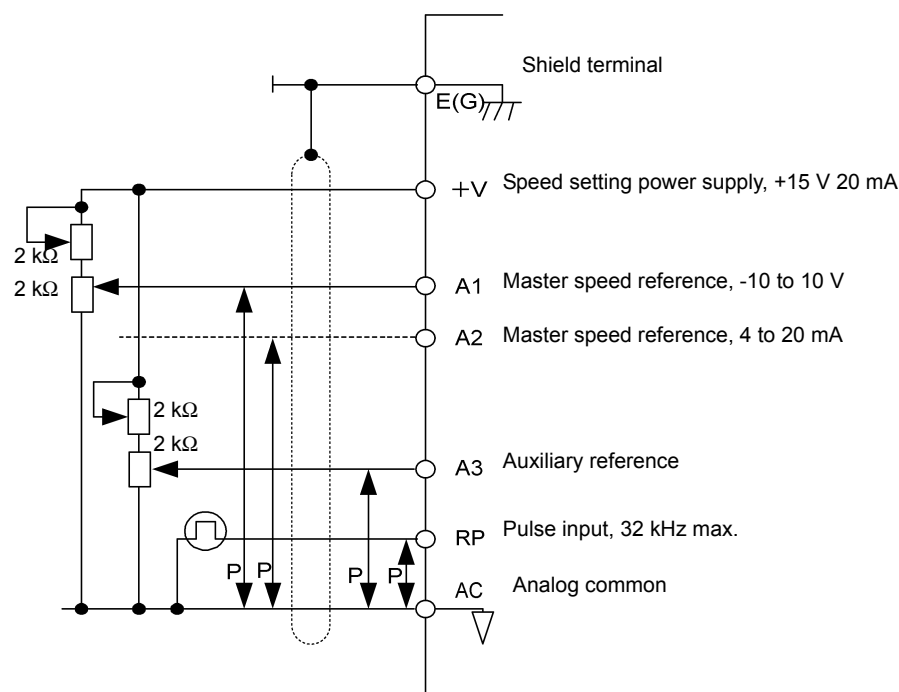 Shield terminal
E(G)
+V Speed setting power supply, +15 V 20 mA
2 kΩ
2 kΩ
A1 Master speed reference, -10 to 10 V
A2 Master speed reference, 4 to 20 mA
2 kΩ
2 kΩ
A3 Auxiliary reference
RP Pulse input, 32 kHz max.
P P P P
AC Analog common